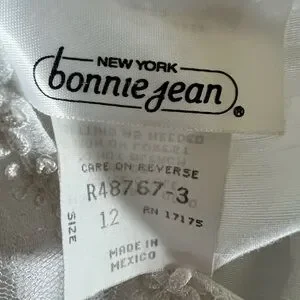 NEW YORK
bonnie jean®
CARE ON REVERSE
R48767-3
SIZE 12 RN 17175
MADE IN
MEXICO